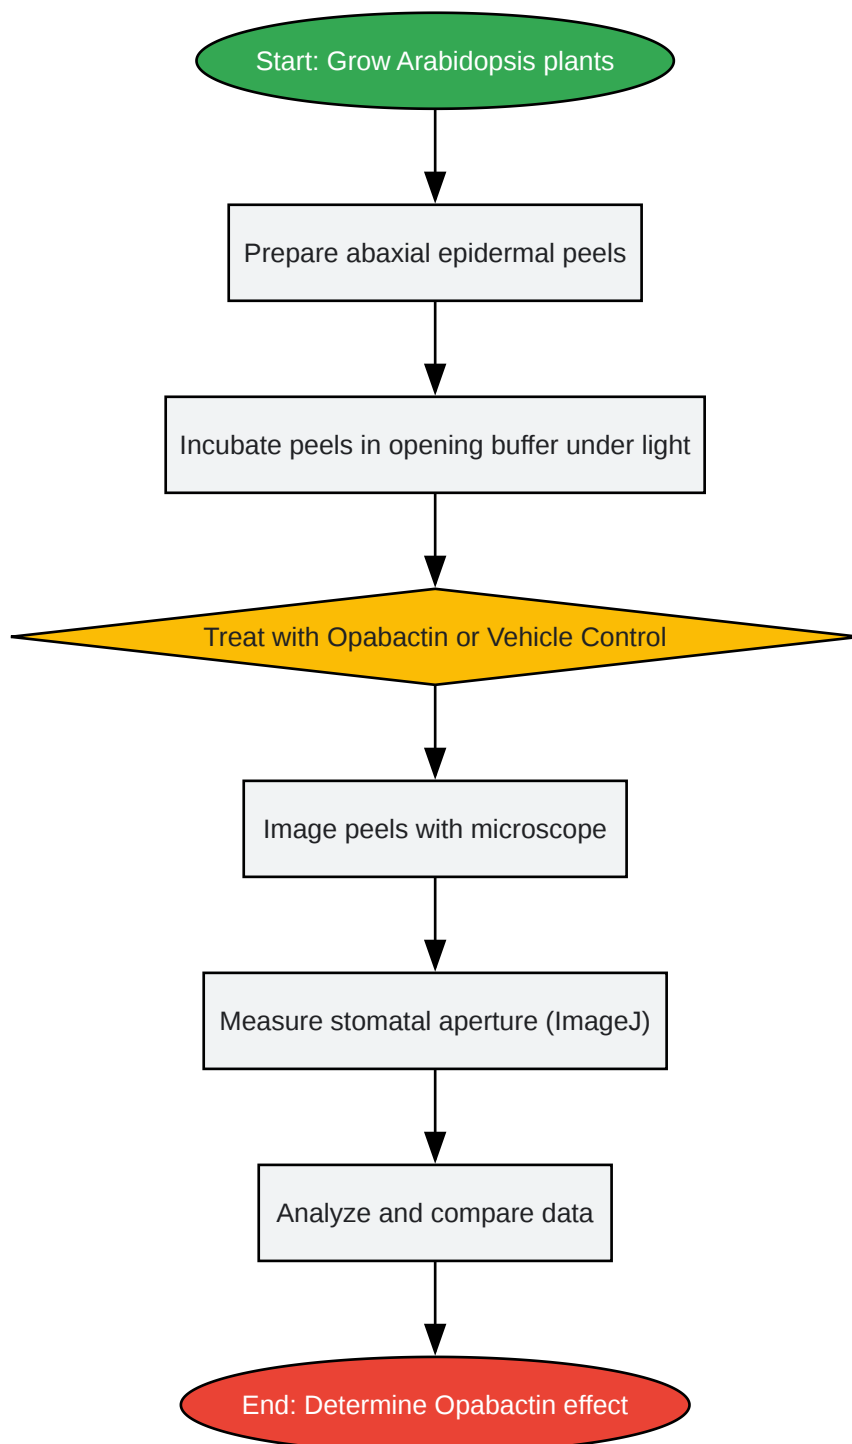 Start: Grow Arabidopsis plants
Prepare abaxial epidermal peels
Incubate peels in opening buffer under light
Treat with Opabactin or Vehicle Control
Image peels with microscope
Measure stomatal aperture (ImageJ)
Analyze and compare data
End: Determine Opabactin effect